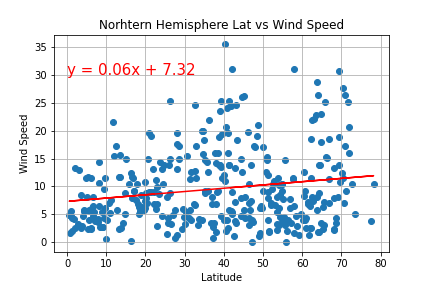 Norhtern Hemisphere Lat vs Wind Speed
y = 0.06x + 7.32
35
30
25
20
15
10
5
0
Wind Speed
0 10 20 30 40 50 60 70 80
Latitude